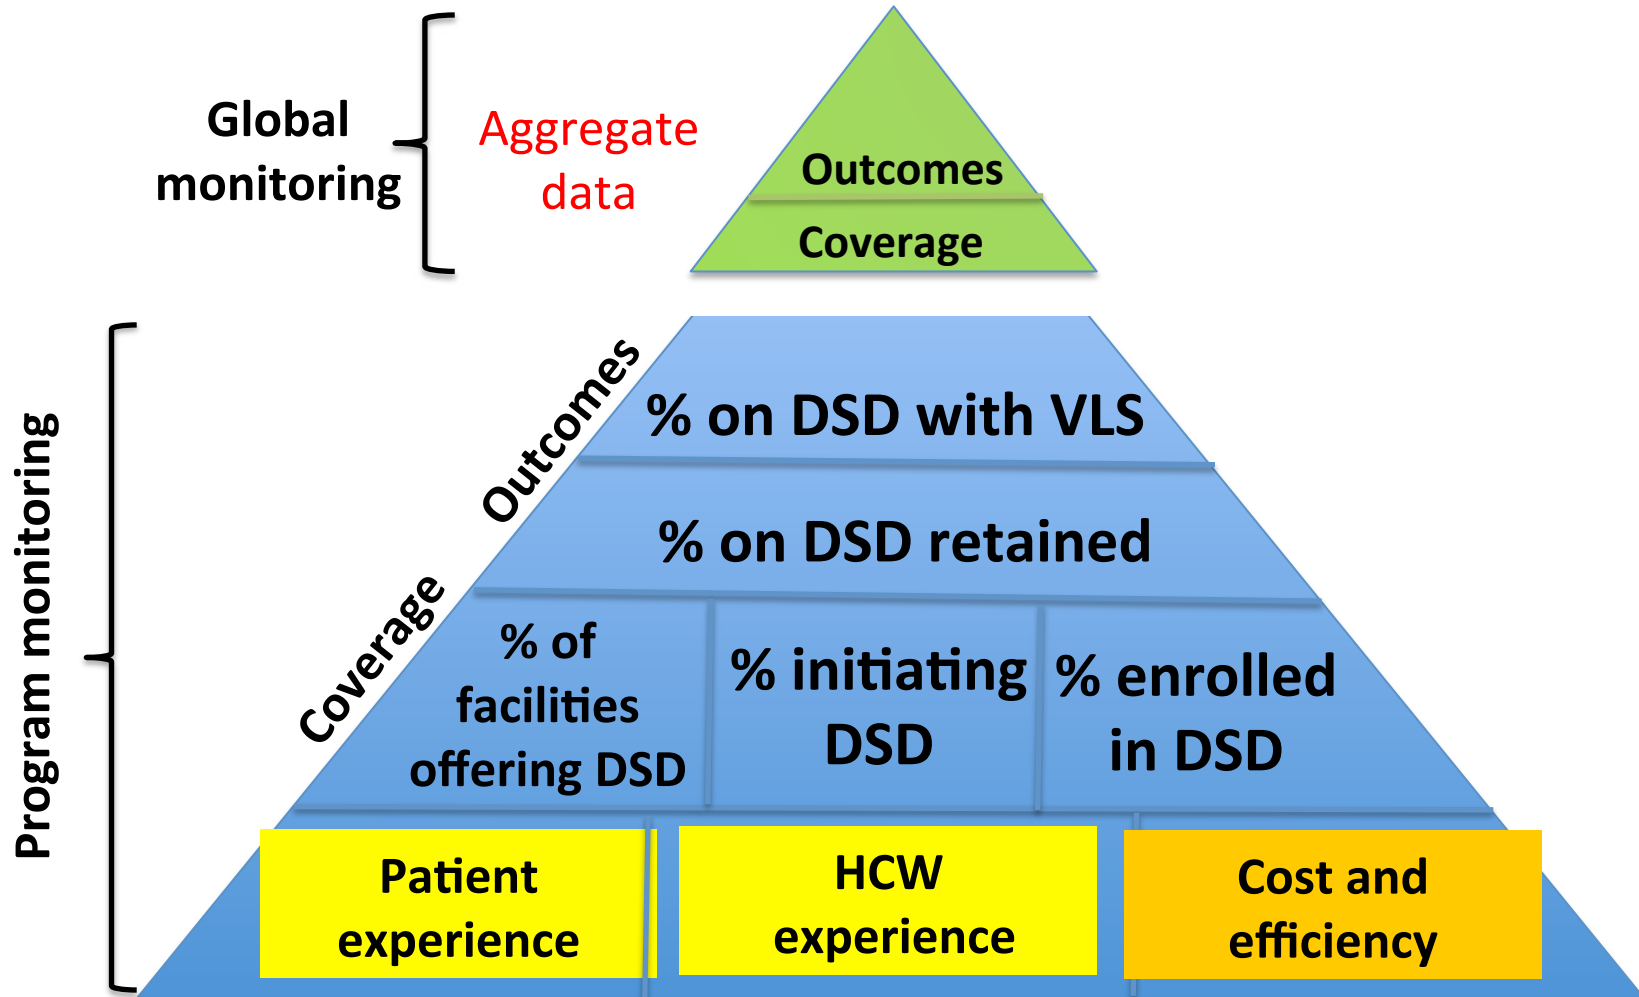 Global
monitoring
Aggregate
data
Outcomes
Coverage
Program monitoring
Outcomes
Coverage
% on DSD with VLS
% on DSD retained
% of
facilities
offering DSD
% initiating
DSD
% enrolled
in DSD
Patient
experience
HCW
experience
Cost and
efficiency